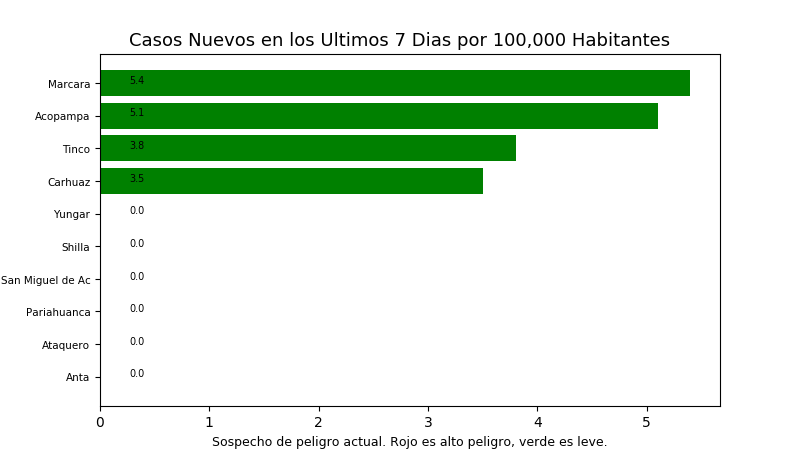 Casos Nuevos en los Ultimos 7 Dias por 100,000 Habitantes
Marcara 5.4
Acopampa 5.1
Tinco 3.8
Carhuaz 3.5
Yungar 0.0
Shilla 0.0
San Miguel de Ac 0.0
Pariahuanca 0.0
Ataquero 0.0
Anta 0.0
0 1 2 3 4 5
Sospecho de peligro actual. Rojo es alto peligro, verde es leve.